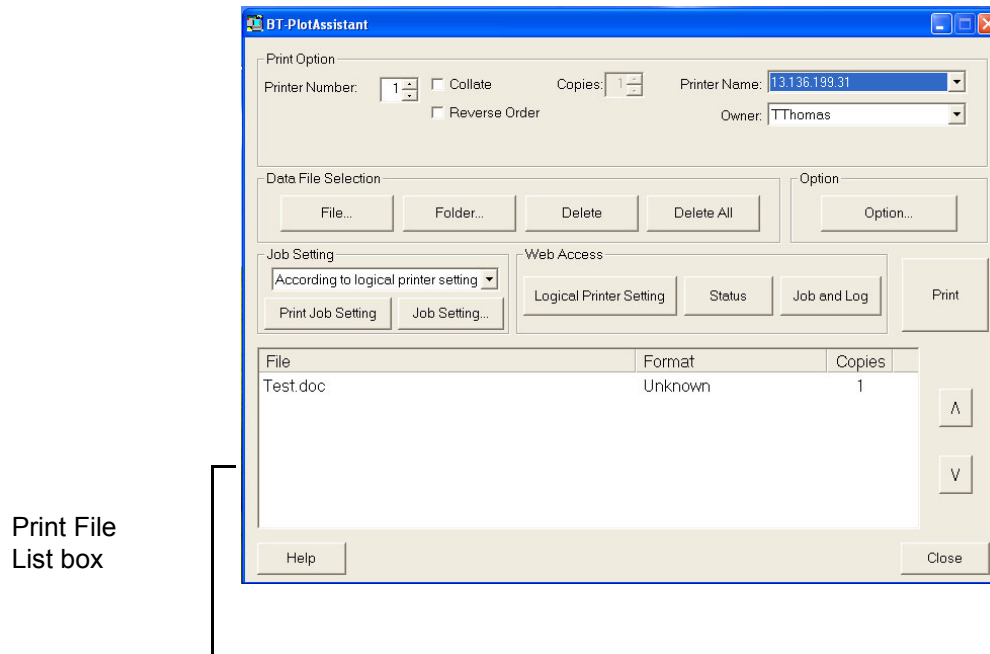 BT-PlotAssistant
Print Option
Printer Number: 1 Collate Copies: 1 Printer Name: 13.136.199.31
Reverse Order Owner: TThomas
Data File Selection Option
File... Folder... Delete Delete All Option...
Job Setting Web Access
According to logical printer setting
Logical Printer Setting Status Job and Log Print
Print Job Setting Job Setting...
File Format Copies
Test.doc Unknown 1
Λ
V
Print File
List box
Help Close